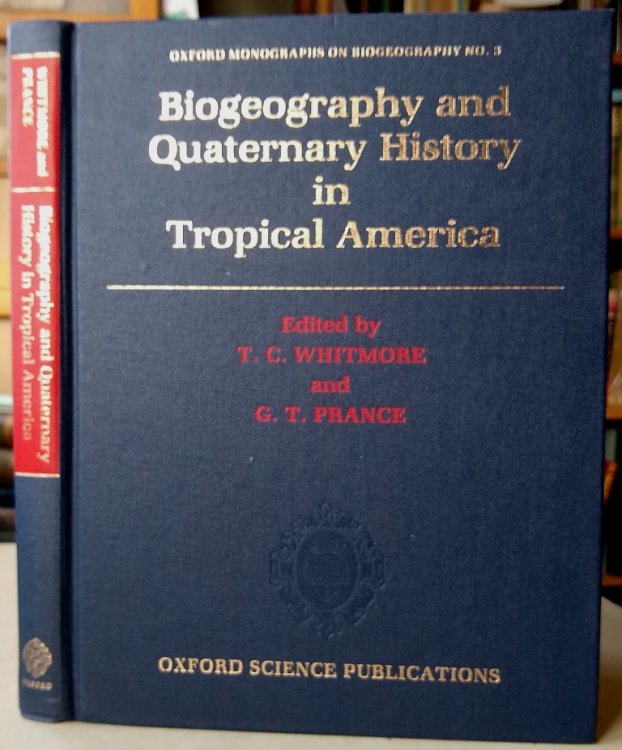 OXFORD MONOGRAPHS ON BIOGEOGRAPHY NO. 3
Biogeography and
Quaternary History
in
Tropical America
Edited by
T. C. WHITMORE
and
G. T. PRANCE
OXFORD SCIENCE PUBLICATIONS
WHITMORE and
PRANCE
Biogeography and Quaternary
History in Tropical America
OXFORD